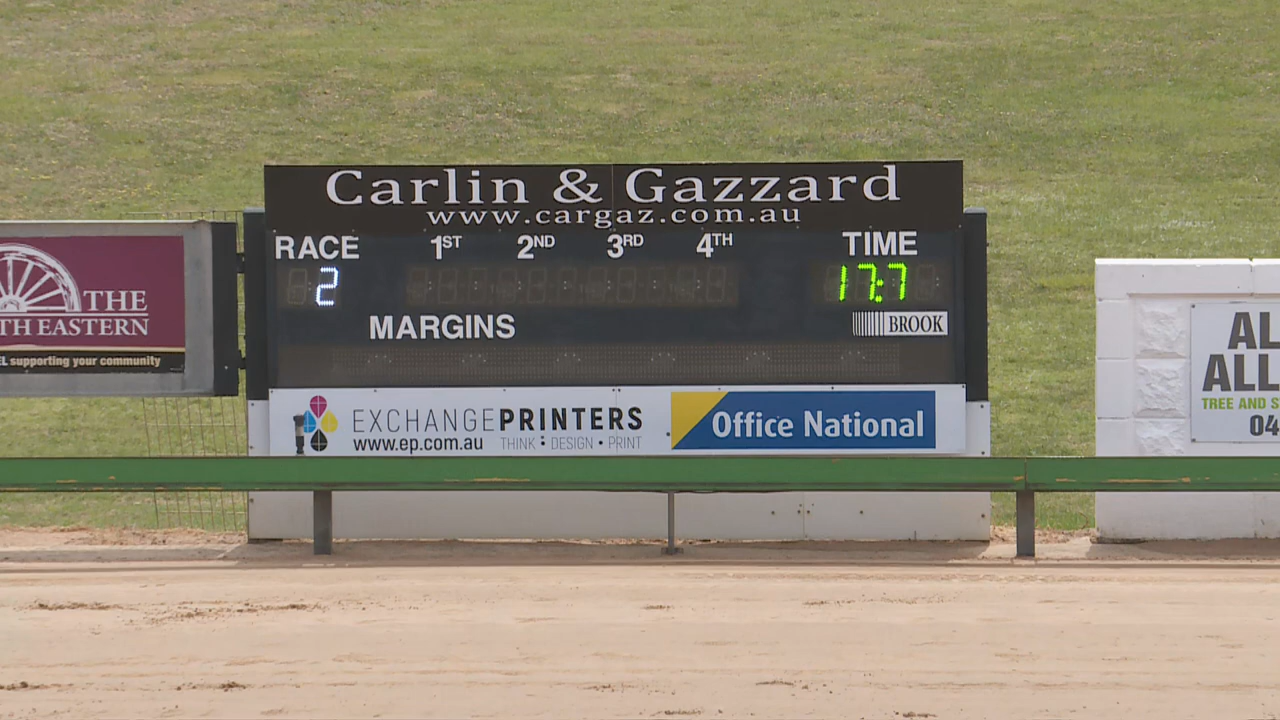 Carlin & Gazzard
www.cargaz.com.au
RACE 1ST 2ND 3RD 4TH TIME
2 17:7
MARGINS BROOK
THE
TH EASTERN
EL supporting your community
EXCHANGEPRINTERS
www.ep.com.au THINK : DESIGN • PRINT
Office National
AL
ALL
TREE AND S
04